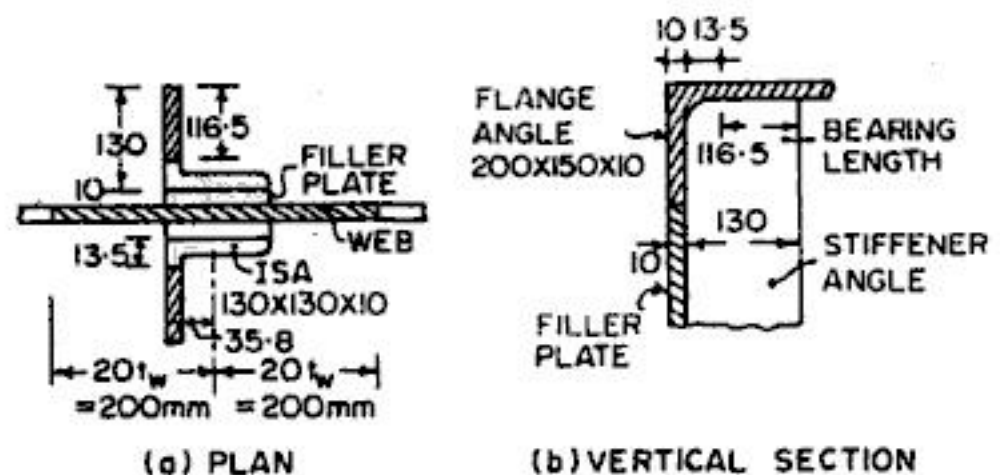 130
116·5
FILLER
PLATE
10
WEB
13·5
ISA
130X130X10
35·8
20tw
20tw
=200mm
=200mm
(a) PLAN
10 13·5
FLANGE
ANGLE
200X150X10
116·5
BEARING
LENGTH
130
10
STIFFENER
ANGLE
FILLER
PLATE
(b) VERTICAL SECTION